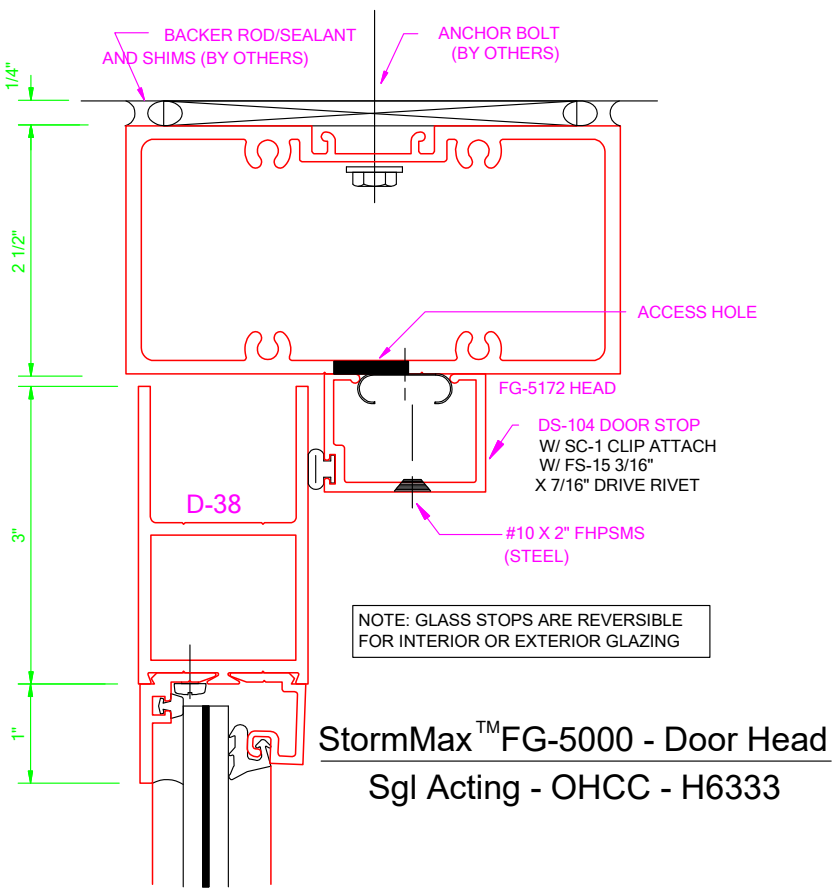 BACKER ROD/SEALANT
AND SHIMS (BY OTHERS)
ANCHOR BOLT
(BY OTHERS)
1/4"
2 1/2"
ACCESS HOLE
FG-5172 HEAD
DS-104 DOOR STOP
W/ SC-1 CLIP ATTACH
W/ FS-15 3/16"
X 7/16" DRIVE RIVET
D-38
3"
#10 X 2" FHPSMS
(STEEL)
NOTE: GLASS STOPS ARE REVERSIBLE
FOR INTERIOR OR EXTERIOR GLAZING
1"
StormMax™FG-5000 - Door Head
Sgl Acting - OHCC - H6333